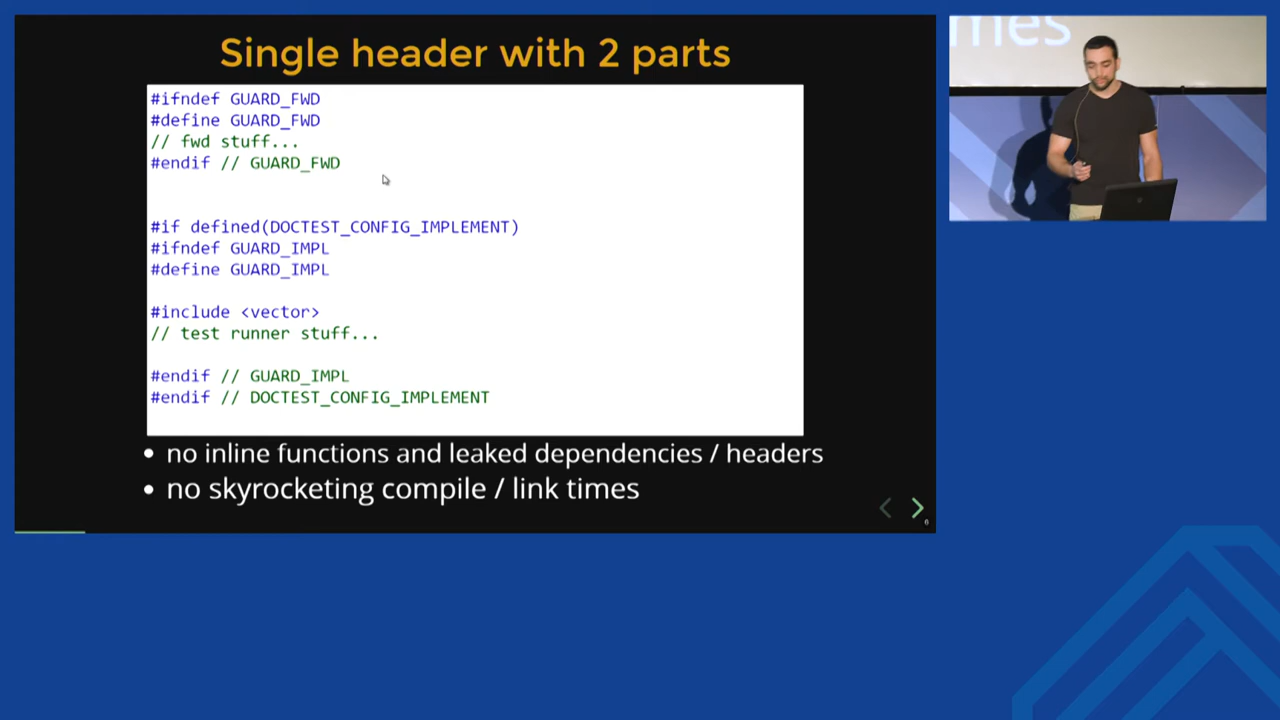 Single header with 2 parts
#ifndef GUARD_FWD
#define GUARD_FWD
// fwd stuff...
#endif // GUARD_FWD
#if defined(DOCTEST_CONFIG_IMPLEMENT)
#ifndef GUARD_IMPL
#define GUARD_IMPL
#include <vector>
// test runner stuff...
#endif // GUARD_IMPL
#endif // DOCTEST_CONFIG_IMPLEMENT
• no inline functions and leaked dependencies / headers
• no skyrocketing compile / link times
6